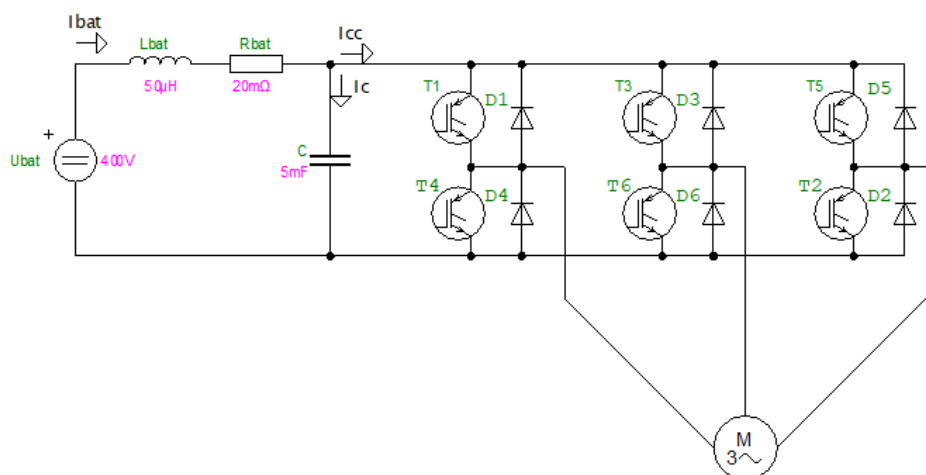 Ibat
Lbat
Rbat
Icc
50µH
20mΩ
Ic
T1
D1
T3
D3
T5
D5
+
Ubat
400V
C
5mF
T4
D4
T6
D6
T2
D2
M
3~